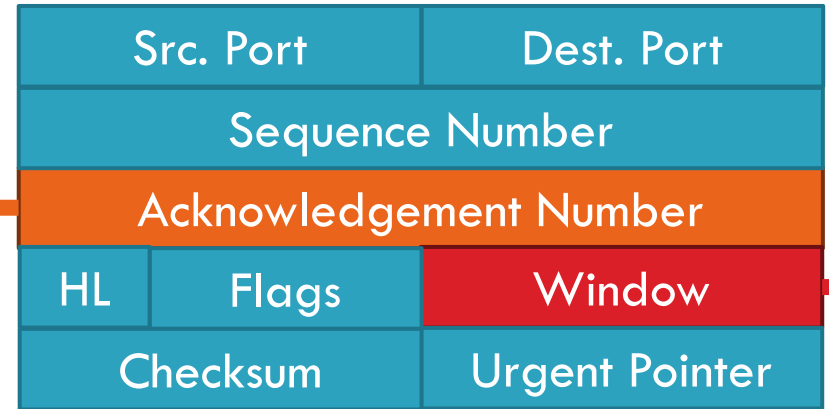 Src. Port Dest. Port
Sequence Number
Acknowledgement Number
HL Flags Window
Checksum Urgent Pointer